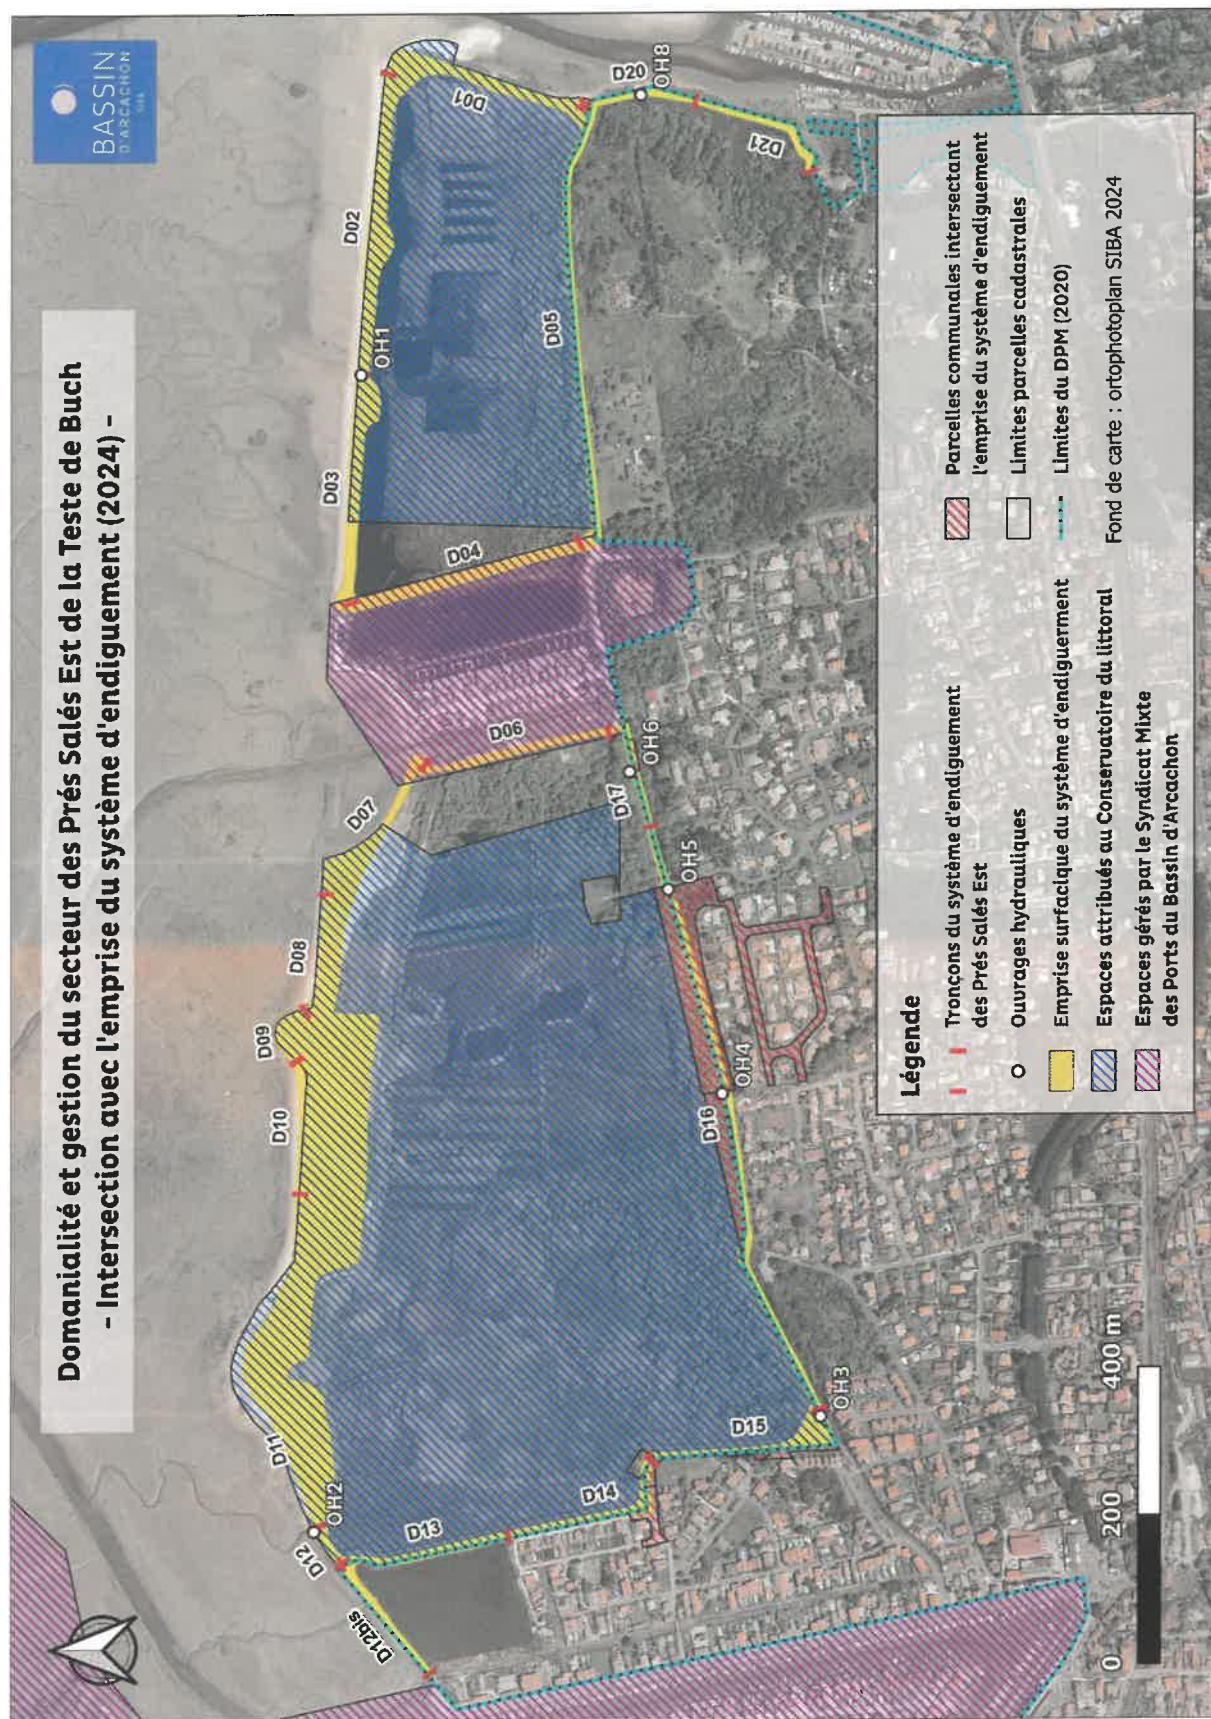 Domanialité et gestion du secteur des Prés Salés Est de la Teste de Buch
- Intersection avec l'emprise du système d'endiguement (2024) -
BASSIN
D'ARCACHON
SIBA
D12bis
D12
OH2
D11
D10
D09
D08
D07
D06
D04
D03
OH1
D02
D01
D05
D20
OH8
D21
D13
D14
D15
OH3
D16
OH4
OH5
D17
OH6
Légende
Tronçons du système d'endiguement
des Prés Salés Est
Ouvrages hydrauliques
Emprise surfacique du système d'endiguerment
Espaces attribués au Conservatoire du littoral
Espaces gérés par le Syndicat Mixte
des Ports du Bassin d'Arcachon
Parcelles communales intersectant
l'emprise du système d'endiguement
Limites parcelles cadastrales
Limites du DPM (2020)
Fond de carte : ortophotoplan SIBA 2024
0 200 400 m